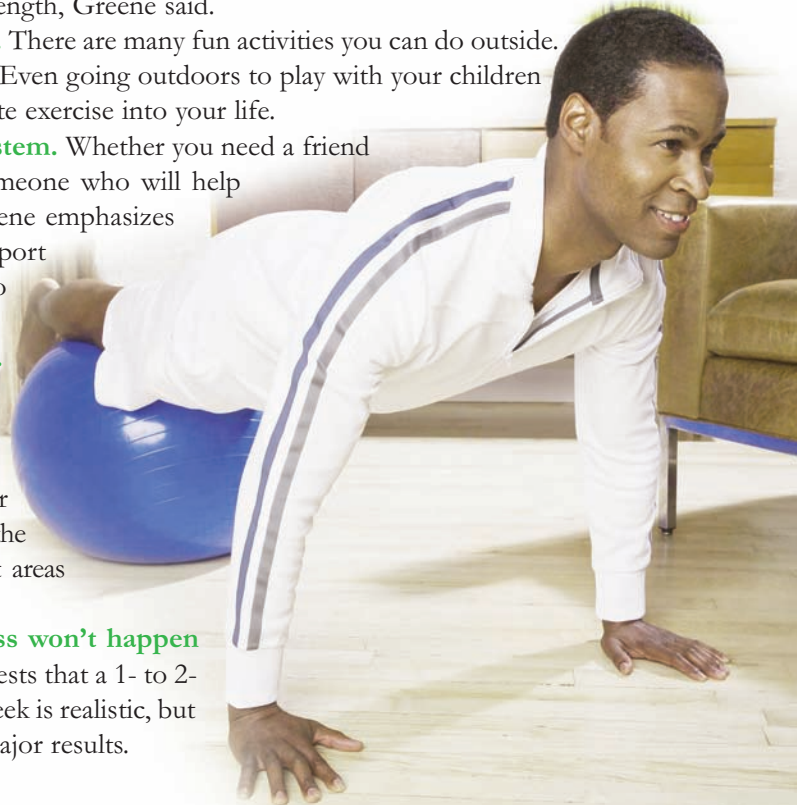 ength, Greene said.
There are many fun activities you can do outside.
Even going outdoors to play with your children
te exercise into your life.
stem. Whether you need a friend
meone who will help
ene emphasizes
port
o
r
he
t areas
ss won’t happen
ests that a 1- to 2-
eek is realistic, but
ajor results.